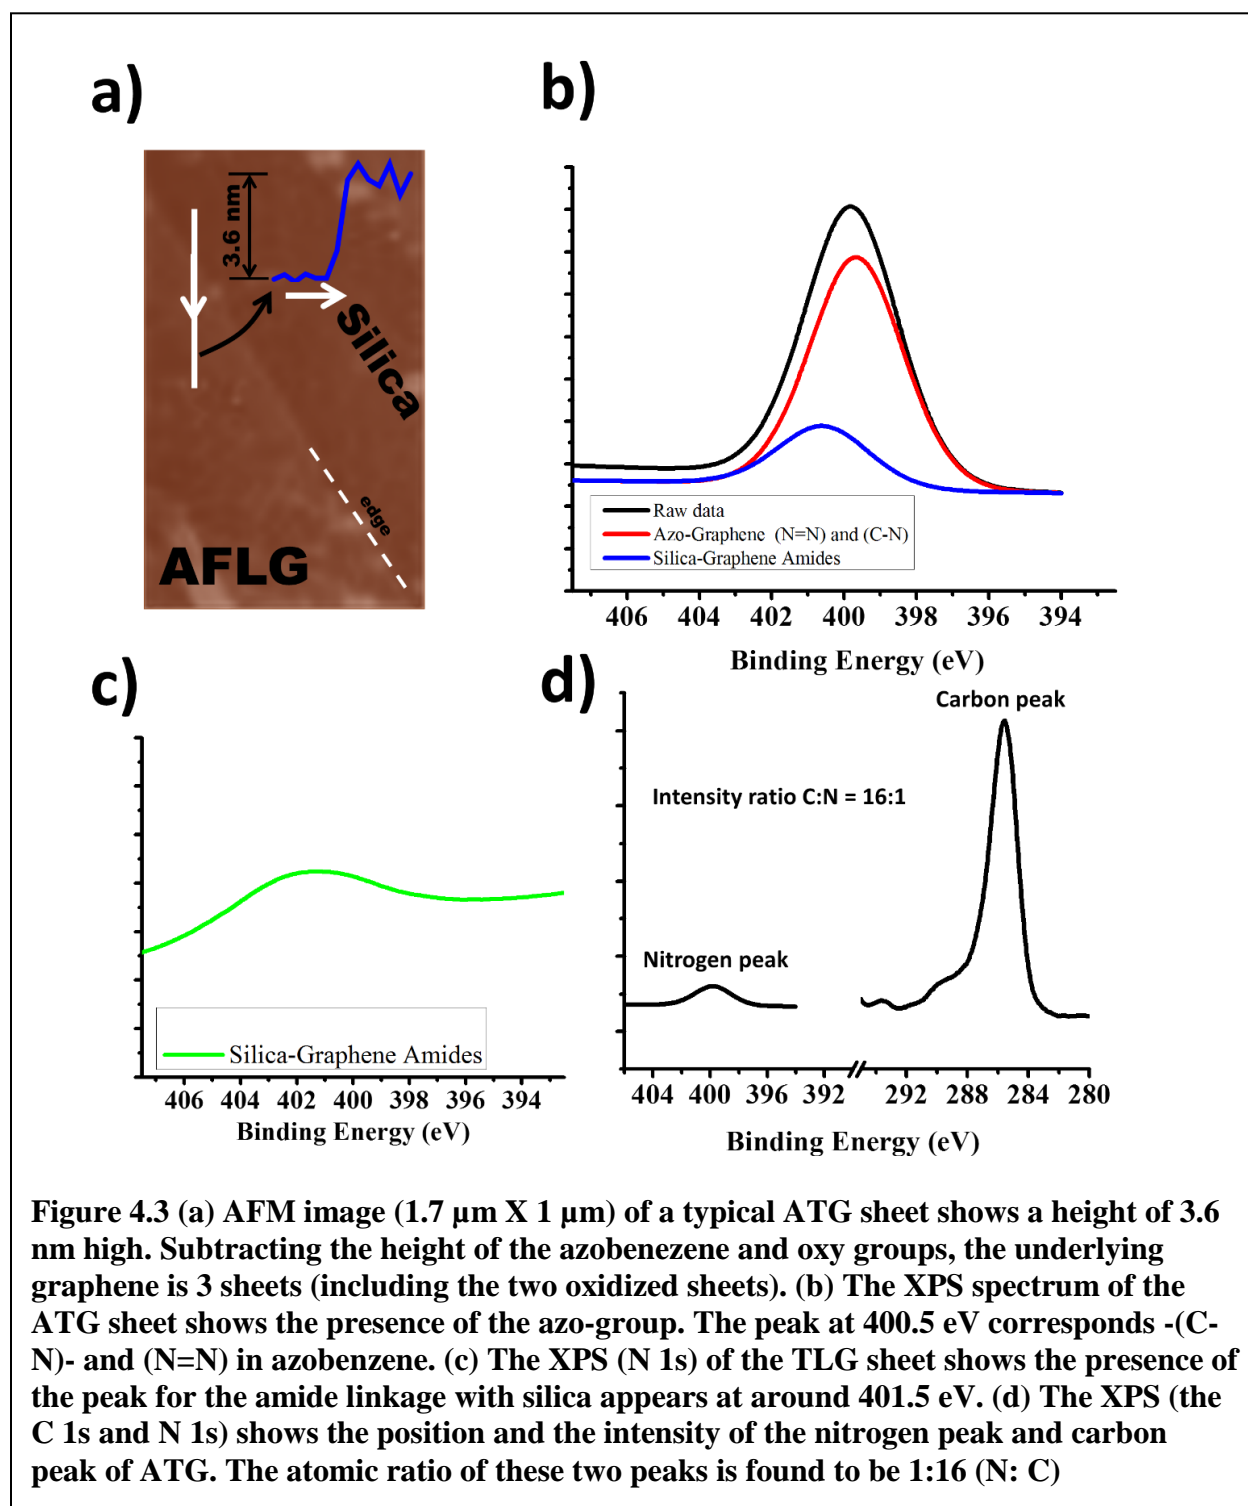 a)
3.6 nm
Silica
edge
AFLG
b)
Raw data
Azo-Graphene (N=N) and (C-N)
Silica-Graphene Amides
406 404 402 400 398 396 394
Binding Energy (eV)
c)
Silica-Graphene Amides
406 404 402 400 398 396 394
Binding Energy (eV)
d)
Carbon peak
Intensity ratio C:N = 16:1
Nitrogen peak
404 400 396 392 292 288 284 280
Binding Energy (eV)
Figure 4.3 (a) AFM image (1.7 µm X 1 µm) of a typical ATG sheet shows a height of 3.6
nm high. Subtracting the height of the azobenezene and oxy groups, the underlying
graphene is 3 sheets (including the two oxidized sheets). (b) The XPS spectrum of the
ATG sheet shows the presence of the azo-group. The peak at 400.5 eV corresponds -(C-
N)- and (N=N) in azobenzene. (c) The XPS (N 1s) of the TLG sheet shows the presence of
the peak for the amide linkage with silica appears at around 401.5 eV. (d) The XPS (the
C 1s and N 1s) shows the position and the intensity of the nitrogen peak and carbon
peak of ATG. The atomic ratio of these two peaks is found to be 1:16 (N: C)